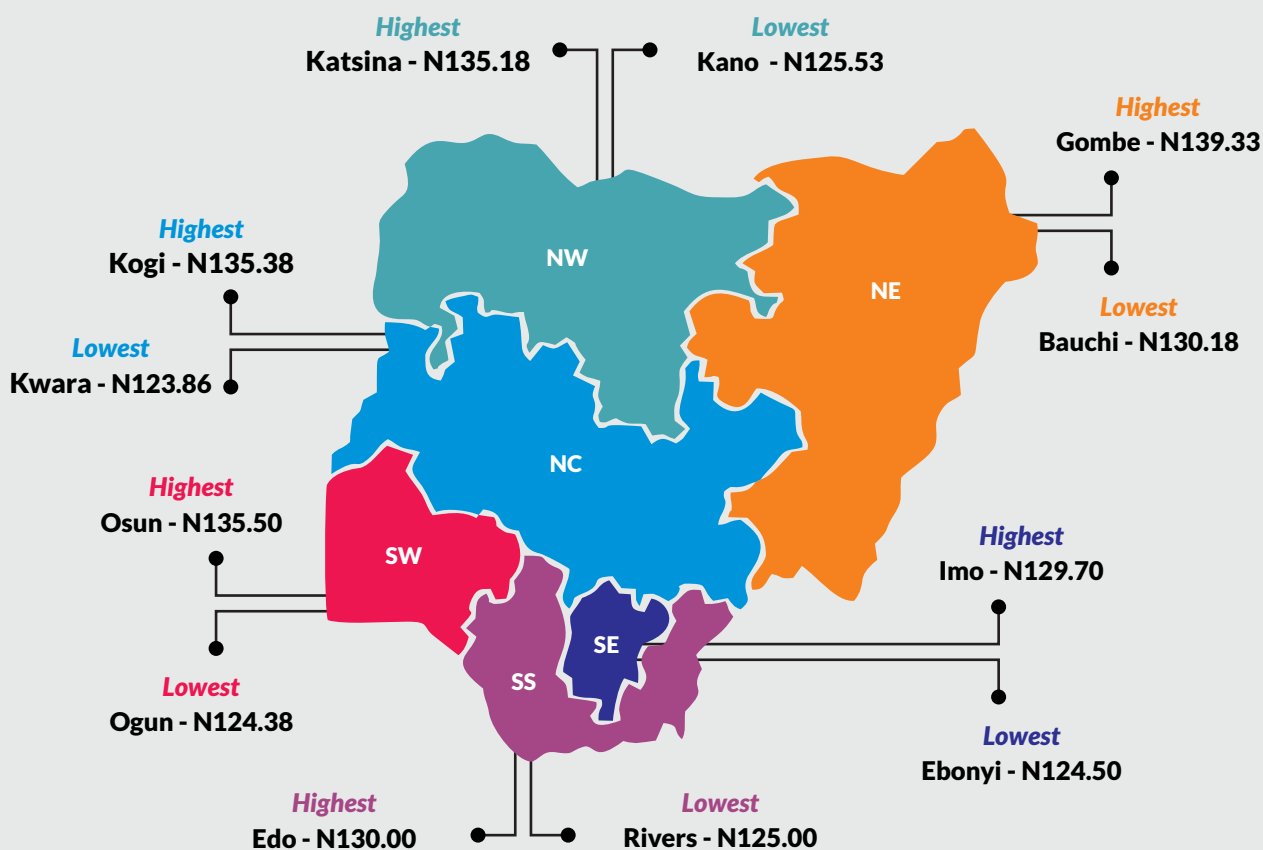 Highest
Katsina - N135.18
Lowest
Kano - N125.53
Highest
Gombe - N139.33
Lowest
Bauchi - N130.18
Highest
Kogi - N135.38
Lowest
Kwara - N123.86
NW
NE
NC
Highest
Osun - N135.50
Lowest
Ogun - N124.38
SW
SS
SE
Highest
Imo - N129.70
Lowest
Ebonyi - N124.50
Highest
Edo - N130.00
Lowest
Rivers - N125.00